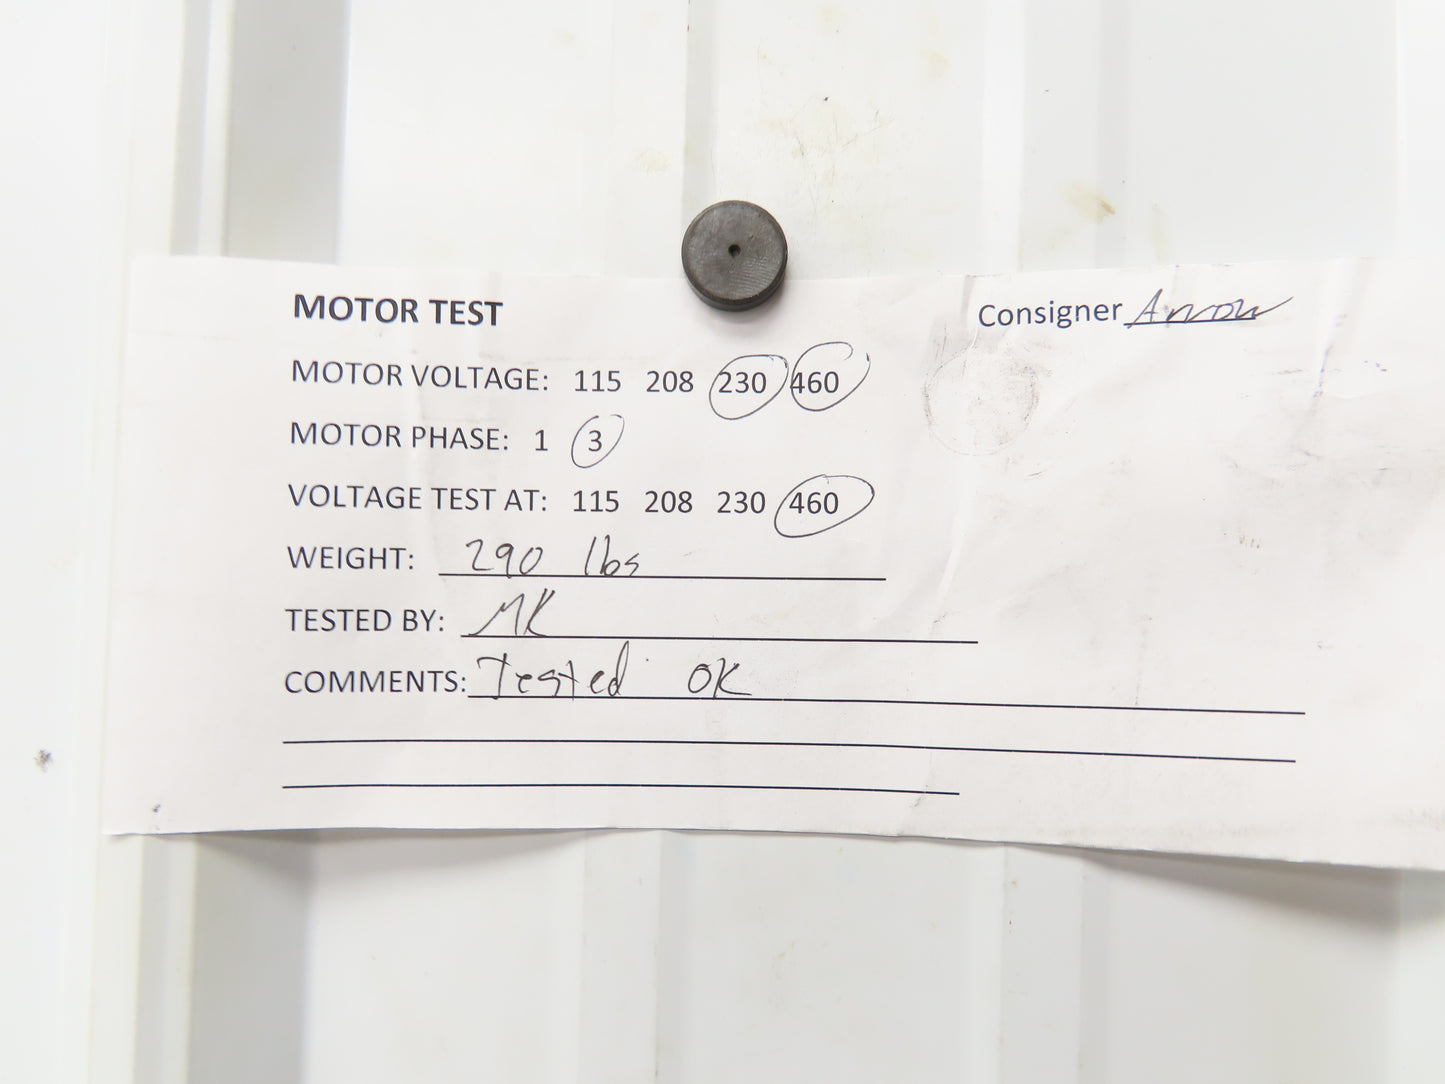 MOTOR TEST Consigner Arrow
MOTOR VOLTAGE: 115 208 230 460
MOTOR PHASE: 1 3
VOLTAGE TEST AT: 115 208 230 460
WEIGHT: 290 lbs
TESTED BY: MK
COMMENTS: Tested OK